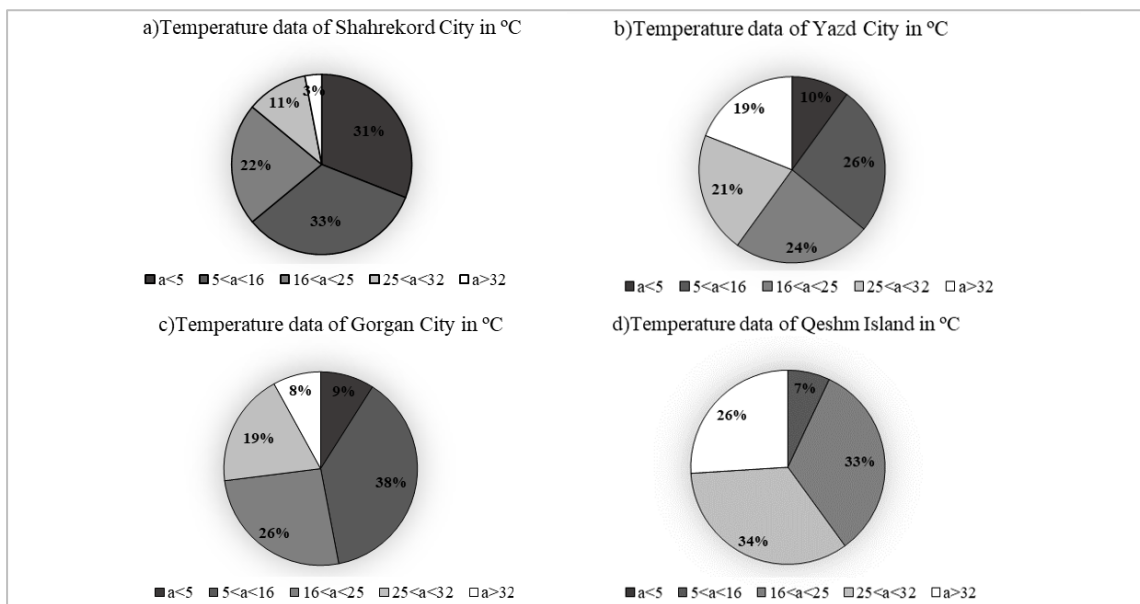 a)Temperature data of Shahrekord City in ºC
3%
11%
31%
22%
33%
a<5 5<a<16 16<a<25 25<a<32 a>32
b)Temperature data of Yazd City in ºC
10%
19%
26%
21%
24%
a<5 5<a<16 16<a<25 25<a<32 a>32
c)Temperature data of Gorgan City in ºC
8% 9%
19%
38%
26%
a<5 5<a<16 16<a<25 25<a<32 a>32
d)Temperature data of Qeshm Island in ºC
7%
26%
33%
34%
a<5 5<a<16 16<a<25 25<a<32 a>32